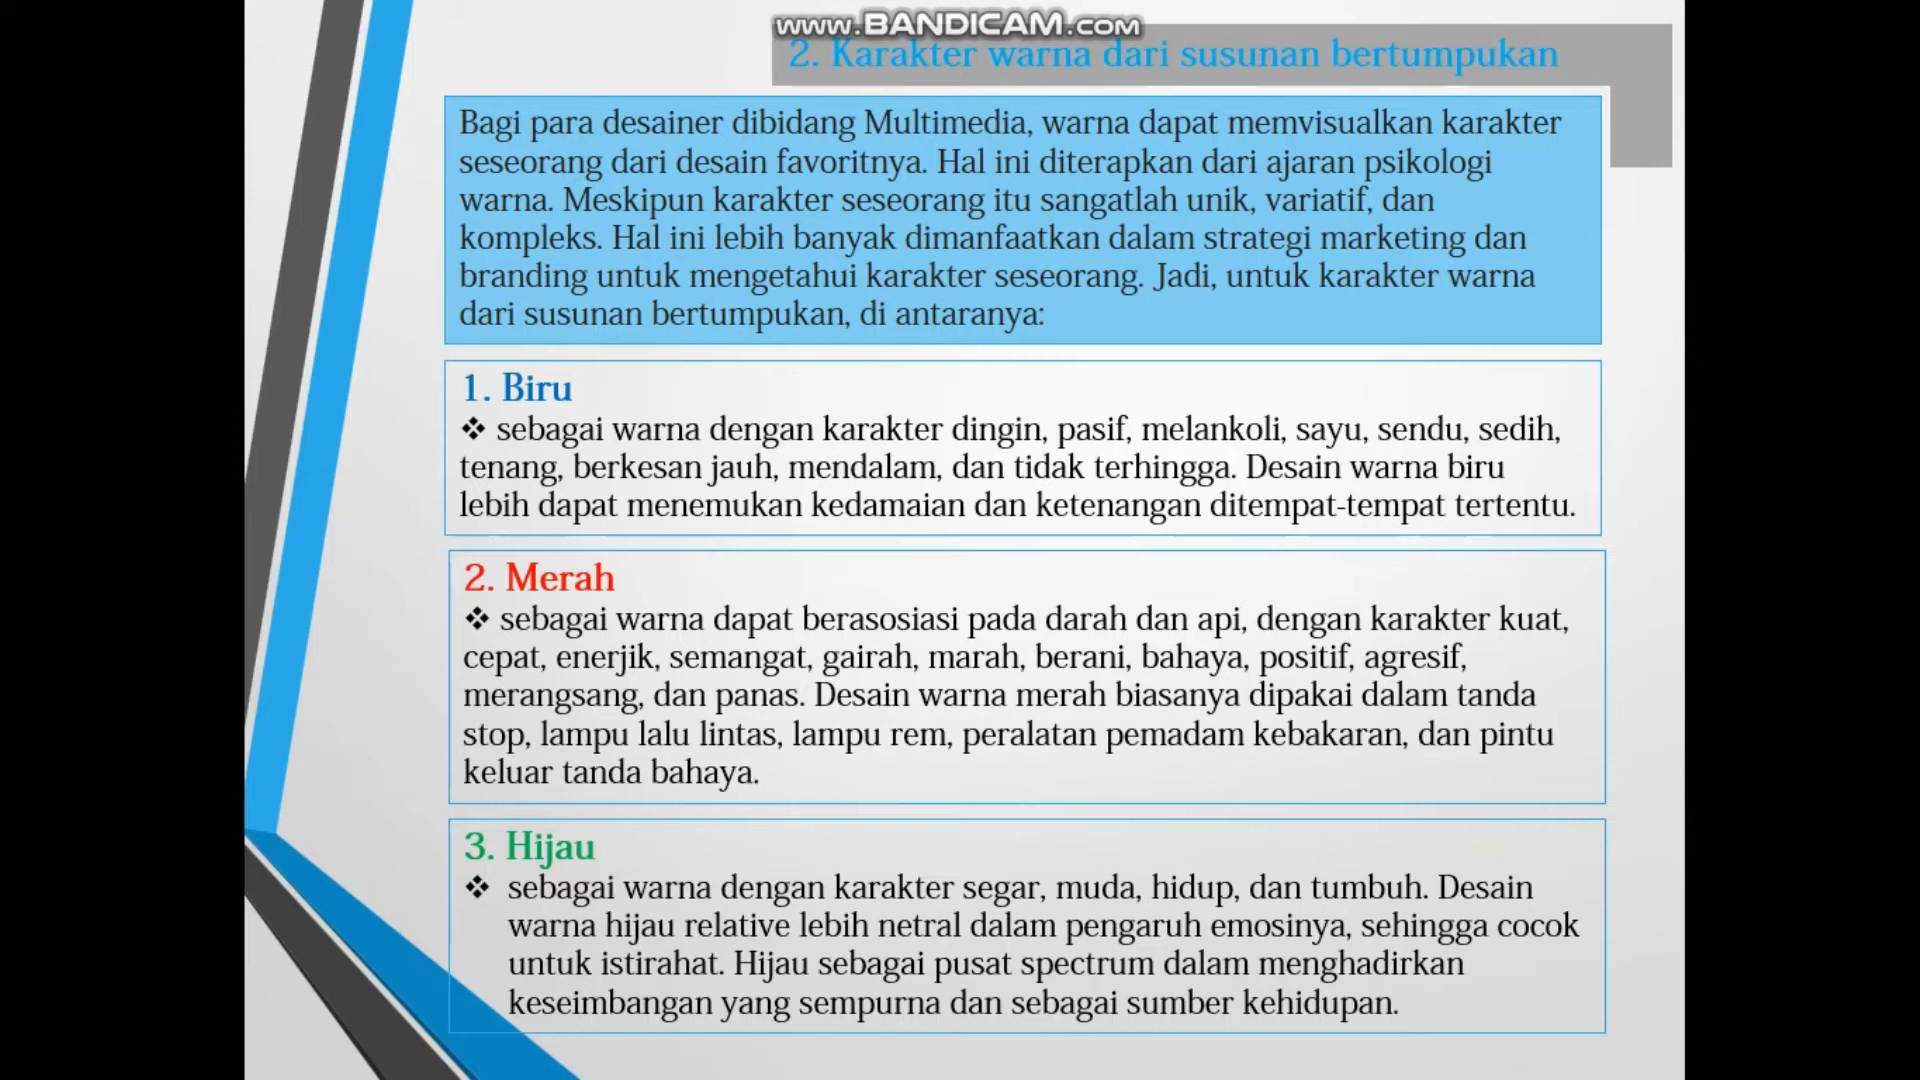 www.BANDICAM.com
2. Karakter warna dari susunan bertumpukan
Bagi para desainer dibidang Multimedia, warna dapat memvisualkan karakter
seseorang dari desain favoritnya. Hal ini diterapkan dari ajaran psikologi
warna. Meskipun karakter seseorang itu sangatlah unik, variatif, dan
kompleks. Hal ini lebih banyak dimanfaatkan dalam strategi marketing dan
branding untuk mengetahui karakter seseorang. Jadi, untuk karakter warna
dari susunan bertumpukan, di antaranya:
1. Biru
❖ sebagai warna dengan karakter dingin, pasif, melankoli, sayu, sendu, sedih,
tenang, berkesan jauh, mendalam, dan tidak terhingga. Desain warna biru
lebih dapat menemukan kedamaian dan ketenangan ditempat-tempat tertentu.
2. Merah
❖ sebagai warna dapat berasosiasi pada darah dan api, dengan karakter kuat,
cepat, enerjik, semangat, gairah, marah, berani, bahaya, positif, agresif,
merangsang, dan panas. Desain warna merah biasanya dipakai dalam tanda
stop, lampu lalu lintas, lampu rem, peralatan pemadam kebakaran, dan pintu
keluar tanda bahaya.
3. Hijau
❖ sebagai warna dengan karakter segar, muda, hidup, dan tumbuh. Desain
warna hijau relative lebih netral dalam pengaruh emosinya, sehingga cocok
untuk istirahat. Hijau sebagai pusat spectrum dalam menghadirkan
keseimbangan yang sempurna dan sebagai sumber kehidupan.